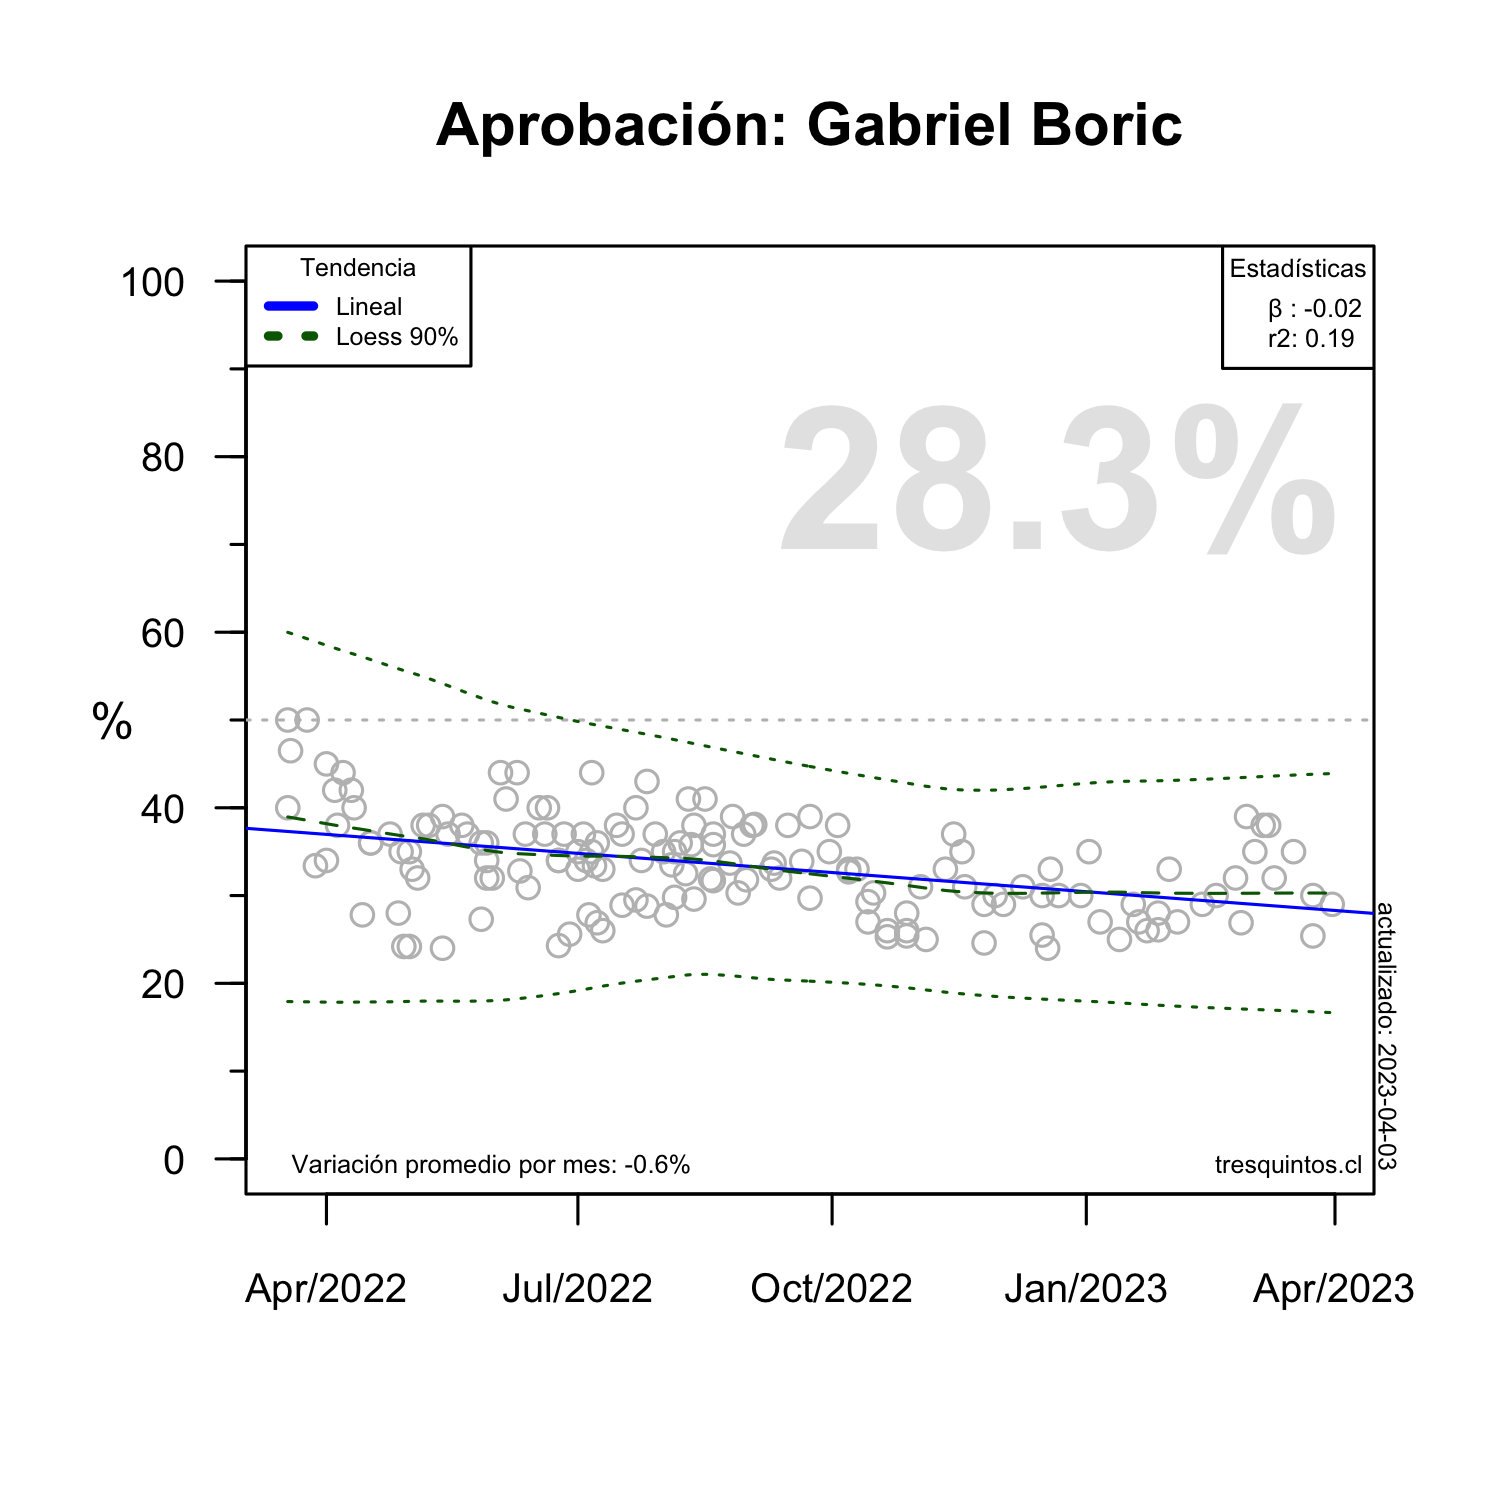 Aprobación: Gabriel Boric
Tendencia
Lineal
Loess 90%
Estadísticas
β : -0.02
r2: 0.19
28.3%
100
80
60
40
20
0
%
Variación promedio por mes: -0.6%
tresquintos.cl
actualizado: 2023-04-03
Apr/2022
Jul/2022
Oct/2022
Jan/2023
Apr/2023